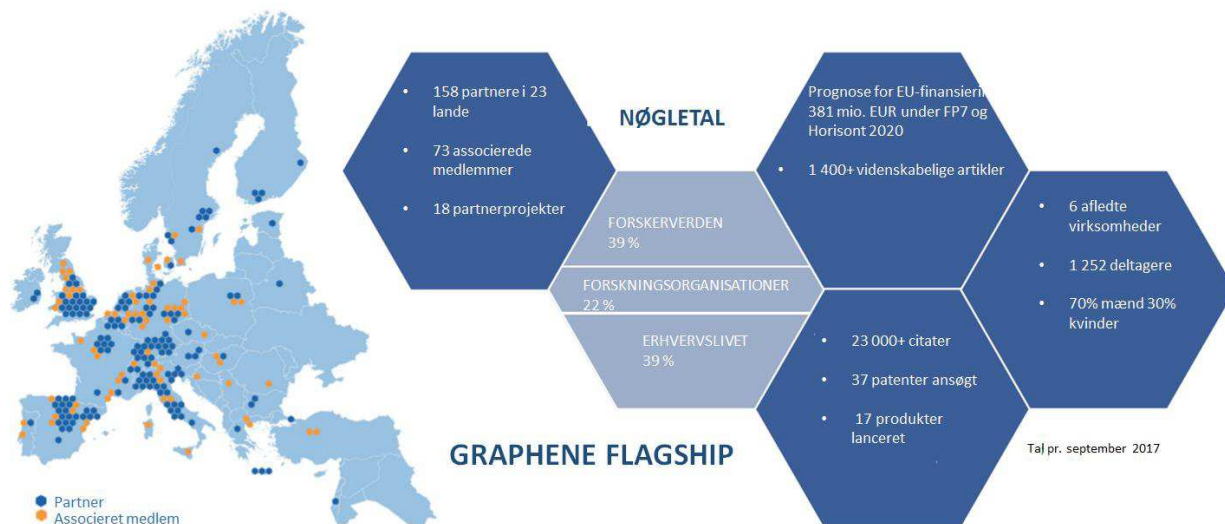 158 partnere i 23
lande
73 associerede
medlemmer
18 partnerprojekter
NØGLETAL
FORSKERVERDEN
39 %
FORSKNINGSORGANISATIONER
22 %
ERHVERVSLIVET
39 %
Prognose for EU-finansierin
381 mio. EUR under FP7 og
Horisont 2020
1 400+ videnskabelige artikler
6 afledte
virksomheder
1 252 deltagere
70% mænd 30%
kvinder
23 000+ citater
37 patenter ansøgt
17 produkter
lanceret
GRAPHENE FLAGSHIP
Tal pr. september 2017
Partner
Associeret medlem